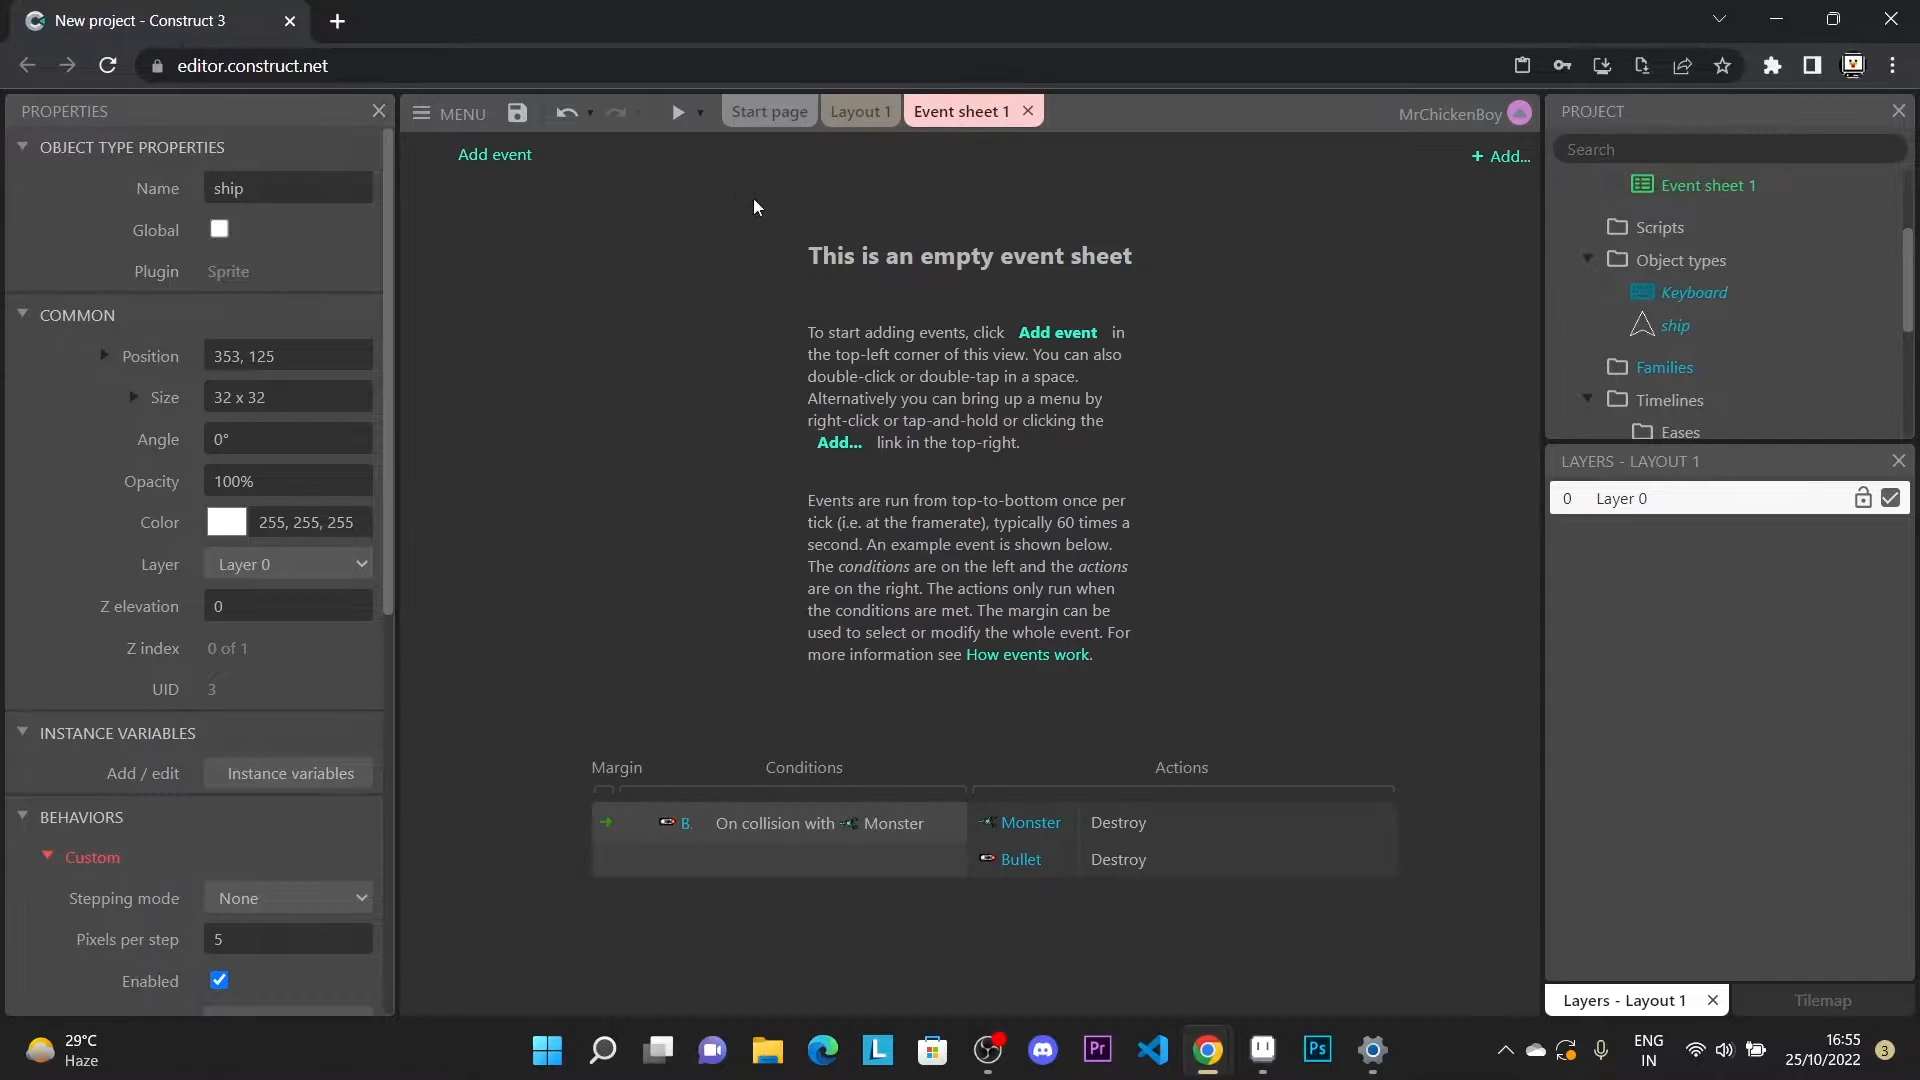 New project - Construct 3
editor.construct.net
PROPERTIES
OBJECT TYPE PROPERTIES
Name ship
Global
Plugin Sprite
COMMON
Position 353, 125
Size 32 x 32
Angle 0°
Opacity 100%
Color 255, 255, 255
Layer Layer 0
Z elevation 0
Z index 0 of 1
UID 3
INSTANCE VARIABLES
Add / edit Instance variables
BEHAVIORS
Custom
Stepping mode None
Pixels per step 5
Enabled
MENU Start page Layout 1 Event sheet 1 MrChickenBoy
Add event + Add...
This is an empty event sheet
To start adding events, click Add event in
the top-left corner of this view. You can also
double-click or double-tap in a space.
Alternatively you can bring up a menu by
right-click or tap-and-hold or clicking the
Add... link in the top-right.
Events are run from top-to-bottom once per
tick (i.e. at the framerate), typically 60 times a
second. An example event is shown below.
The conditions are on the left and the actions
are on the right. The actions only run when
the conditions are met. The margin can be
used to select or modify the whole event. For
more information see How events work.
Margin Conditions Actions
B. On collision with Monster Monster Destroy
Bullet Destroy
PROJECT
Search
Event sheet 1
Scripts
Object types
Keyboard
ship
Families
Timelines
Eases
LAYERS - LAYOUT 1
0 Layer 0
Layers - Layout 1 Tilemap
29°C
Haze
L
Pr
Ps
ENG
IN
16:55
25/10/2022
3